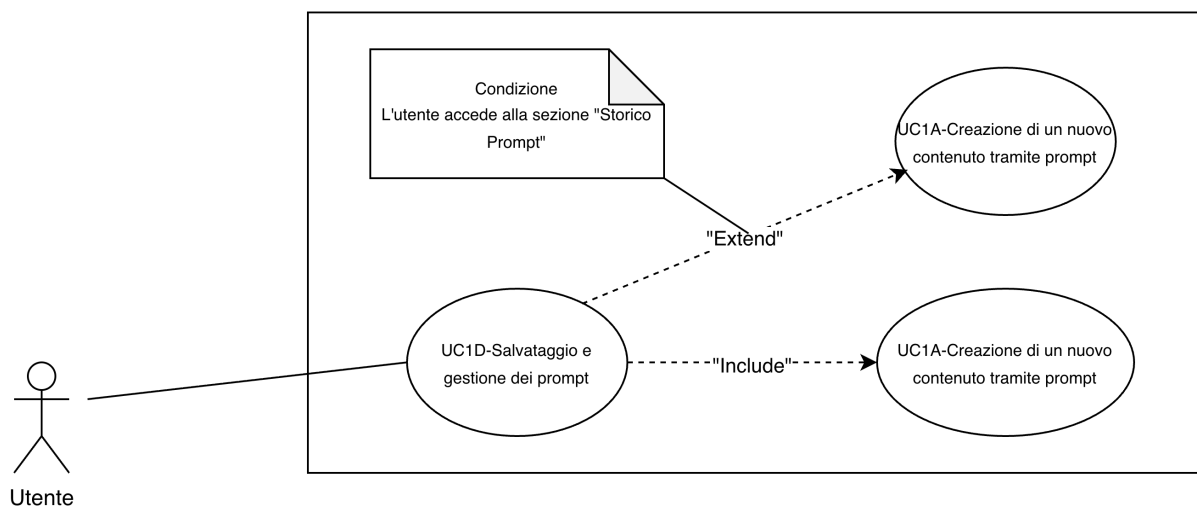 Condizione
L'utente accede alla sezione "Storico
Prompt"
UC1A-Creazione di un nuovo
contenuto tramite prompt
"Extend"
UC1D-Salvataggio e
gestione dei prompt
"Include"
UC1A-Creazione di un nuovo
contenuto tramite prompt
Utente